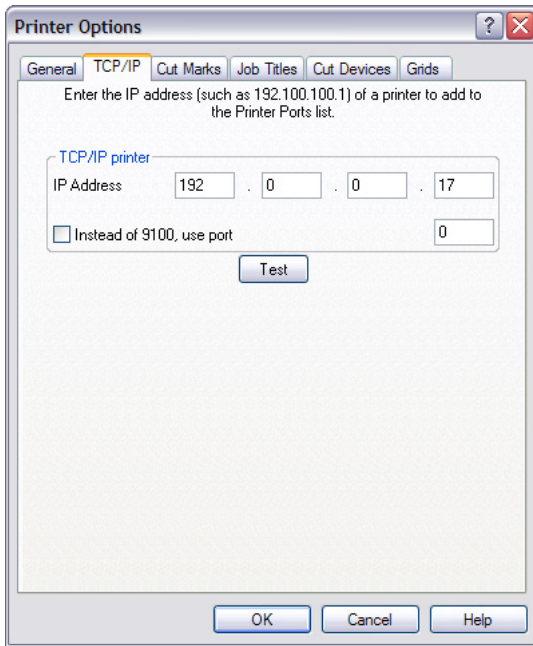 Printer Options
General TCP/IP Cut Marks Job Titles Cut Devices Grids
Enter the IP address (such as 192.100.100.1) of a printer to add to
the Printer Ports list.
TCP/IP printer
IP Address 192 . 0 . 0 . 17
Instead of 9100, use port 0
Test
OK Cancel Help